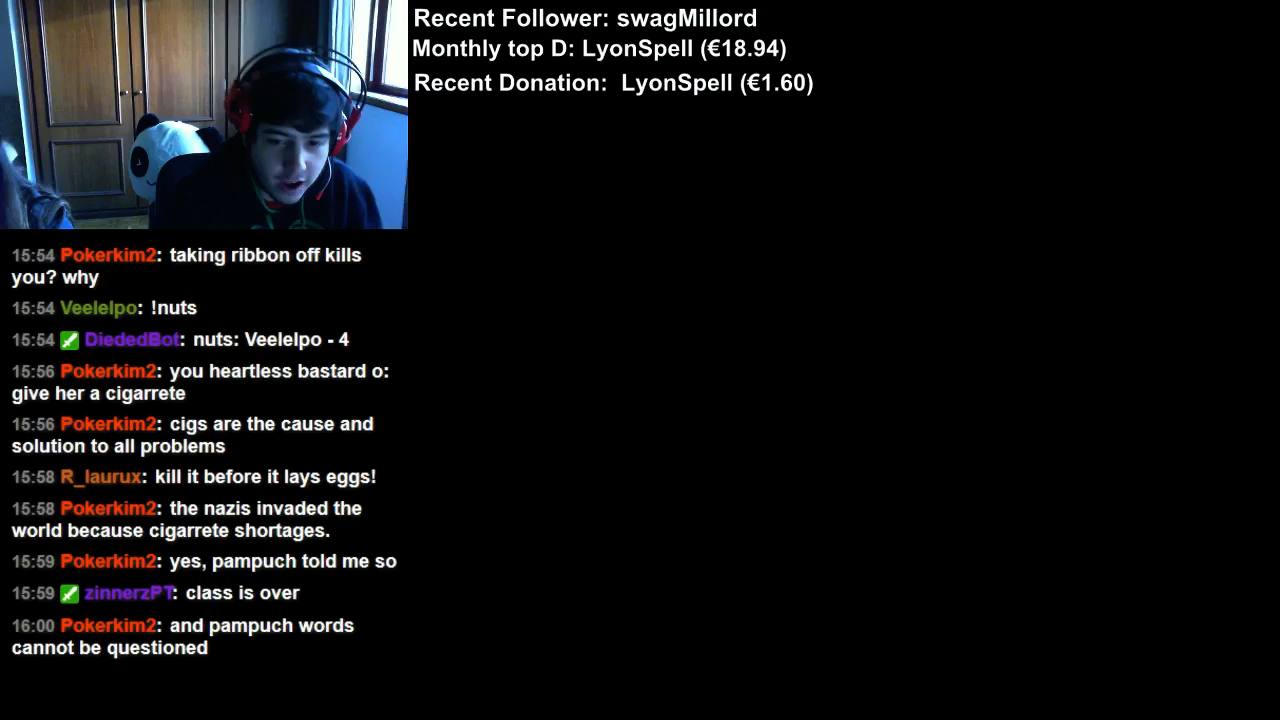 Recent Follower: swagMillord
Monthly top D: LyonSpell (€18.94)
Recent Donation:  LyonSpell (€1.60)
15:54 Pokerkim2: taking ribbon off kills
you? why
15:54 Veelelpo: !nuts
15:54 DiededBot: nuts: Veelelpo - 4
15:56 Pokerkim2: you heartless bastard o:
give her a cigarrete
15:56 Pokerkim2: cigs are the cause and
solution to all problems
15:58 R_laurux: kill it before it lays eggs!
15:58 Pokerkim2: the nazis invaded the
world because cigarrete shortages.
15:59 Pokerkim2: yes, pampuch told me so
15:59 zinnerzPT: class is over
16:00 Pokerkim2: and pampuch words
cannot be questioned